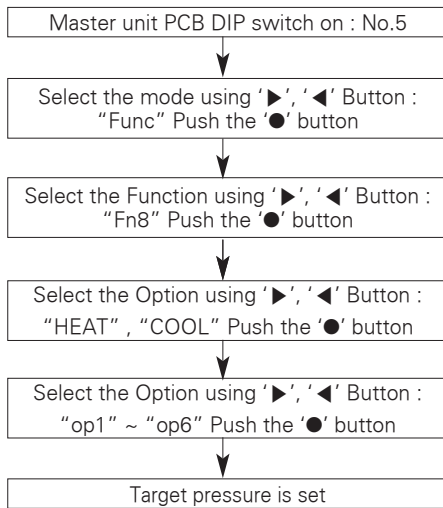 Master unit PCB DIP switch on : No.5
Select the mode using ‘▶’, ‘◀’ Button :
“Func” Push the ‘●’ button
Select the Function using ‘▶’, ‘◀’ Button :
“Fn8” Push the ‘●’ button
Select the Option using ‘▶’, ‘◀’ Button :
“HEAT” , “COOL” Push the ‘●’ button
Select the Option using ‘▶’, ‘◀’ Button :
“op1” ~ “op6” Push the ‘●’ button
Target pressure is set